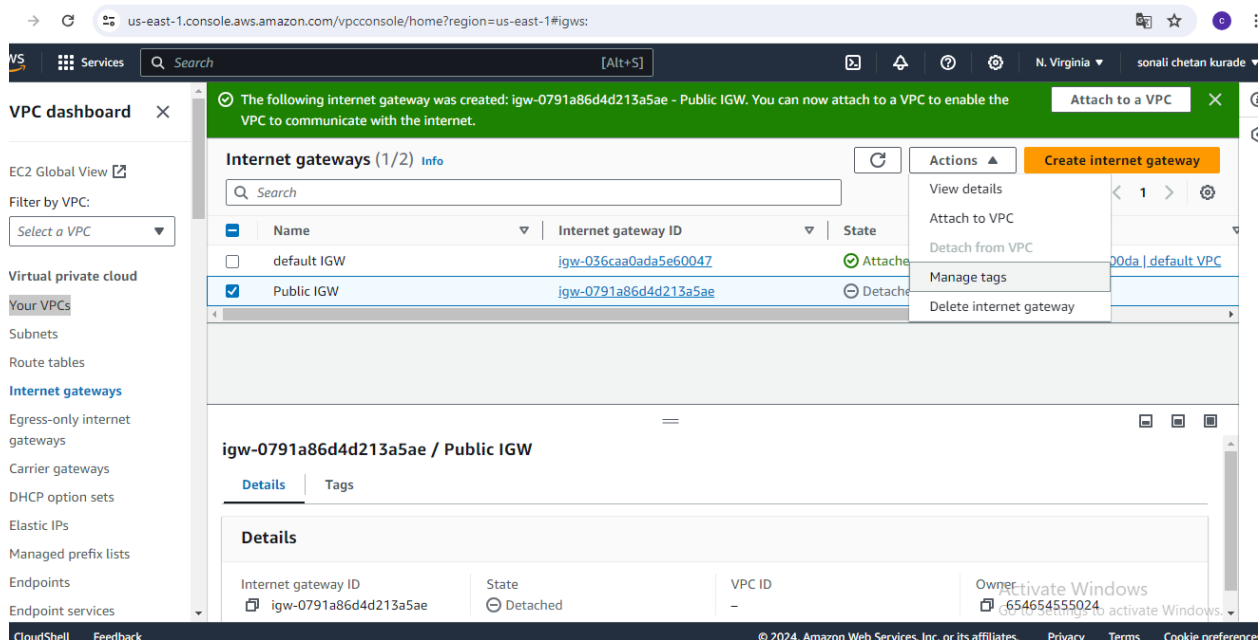 us-east-1.console.aws.amazon.com/vpcconsole/home?region=us-east-1#igws:
c
Services
Search
[Alt+S]
N. Virginia
sonali chetan kurade
VPC dashboard
EC2 Global View
Filter by VPC:
Select a VPC
Virtual private cloud
Your VPCs
Subnets
Route tables
Internet gateways
Egress-only internet
gateways
Carrier gateways
DHCP option sets
Elastic IPs
Managed prefix lists
Endpoints
Endpoint services
The following internet gateway was created: igw-0791a86d4d213a5ae - Public IGW. You can now attach to a VPC to enable the
VPC to communicate with the internet.
Attach to a VPC
Internet gateways (1/2) Info
Actions
Create internet gateway
Search
1
View details
Attach to VPC
Detach from VPC
Manage tags
Delete internet gateway
Name
Internet gateway ID
State
default IGW
igw-036caa0ada5e60047
Attache
00da | default VPC
Public IGW
igw-0791a86d4d213a5ae
Detache
igw-0791a86d4d213a5ae / Public IGW
Details
Tags
Details
Internet gateway ID
State
VPC ID
Owner
igw-0791a86d4d213a5ae
Detached
–
654654555024
Activate Windows
Go to Settings to activate Windows.
CloudShell
Feedback
© 2024, Amazon Web Services, Inc. or its affiliates.
Privacy
Terms
Cookie preference